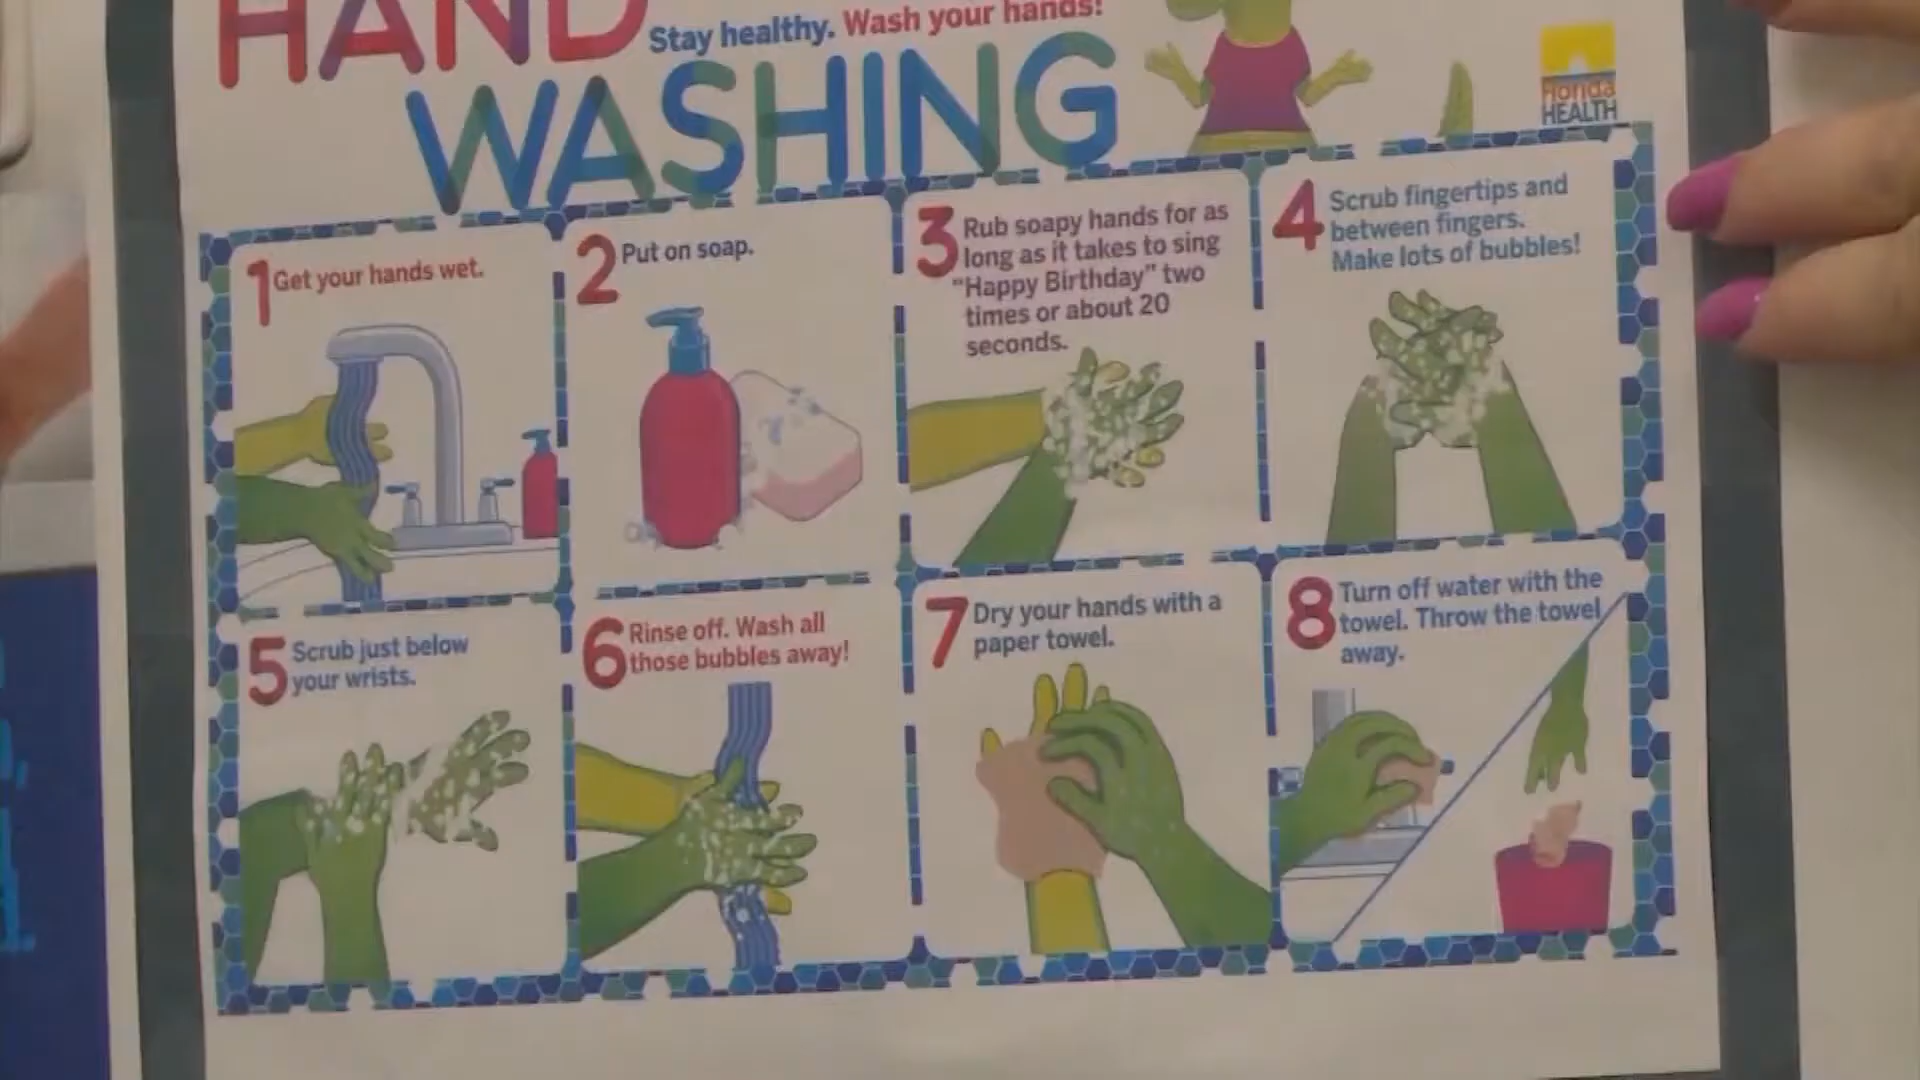 HAND
Stay healthy. Wash your hands!
WASHING
Florida
HEALTH
1 Get your hands wet.
2 Put on soap.
3 Rub soapy hands for as
long as it takes to sing
"Happy Birthday" two
times or about 20
seconds.
4 Scrub fingertips and
between fingers.
Make lots of bubbles!
5 Scrub just below
your wrists.
6 Rinse off. Wash all
those bubbles away!
7 Dry your hands with a
paper towel.
8 Turn off water with the
towel. Throw the towel
away.